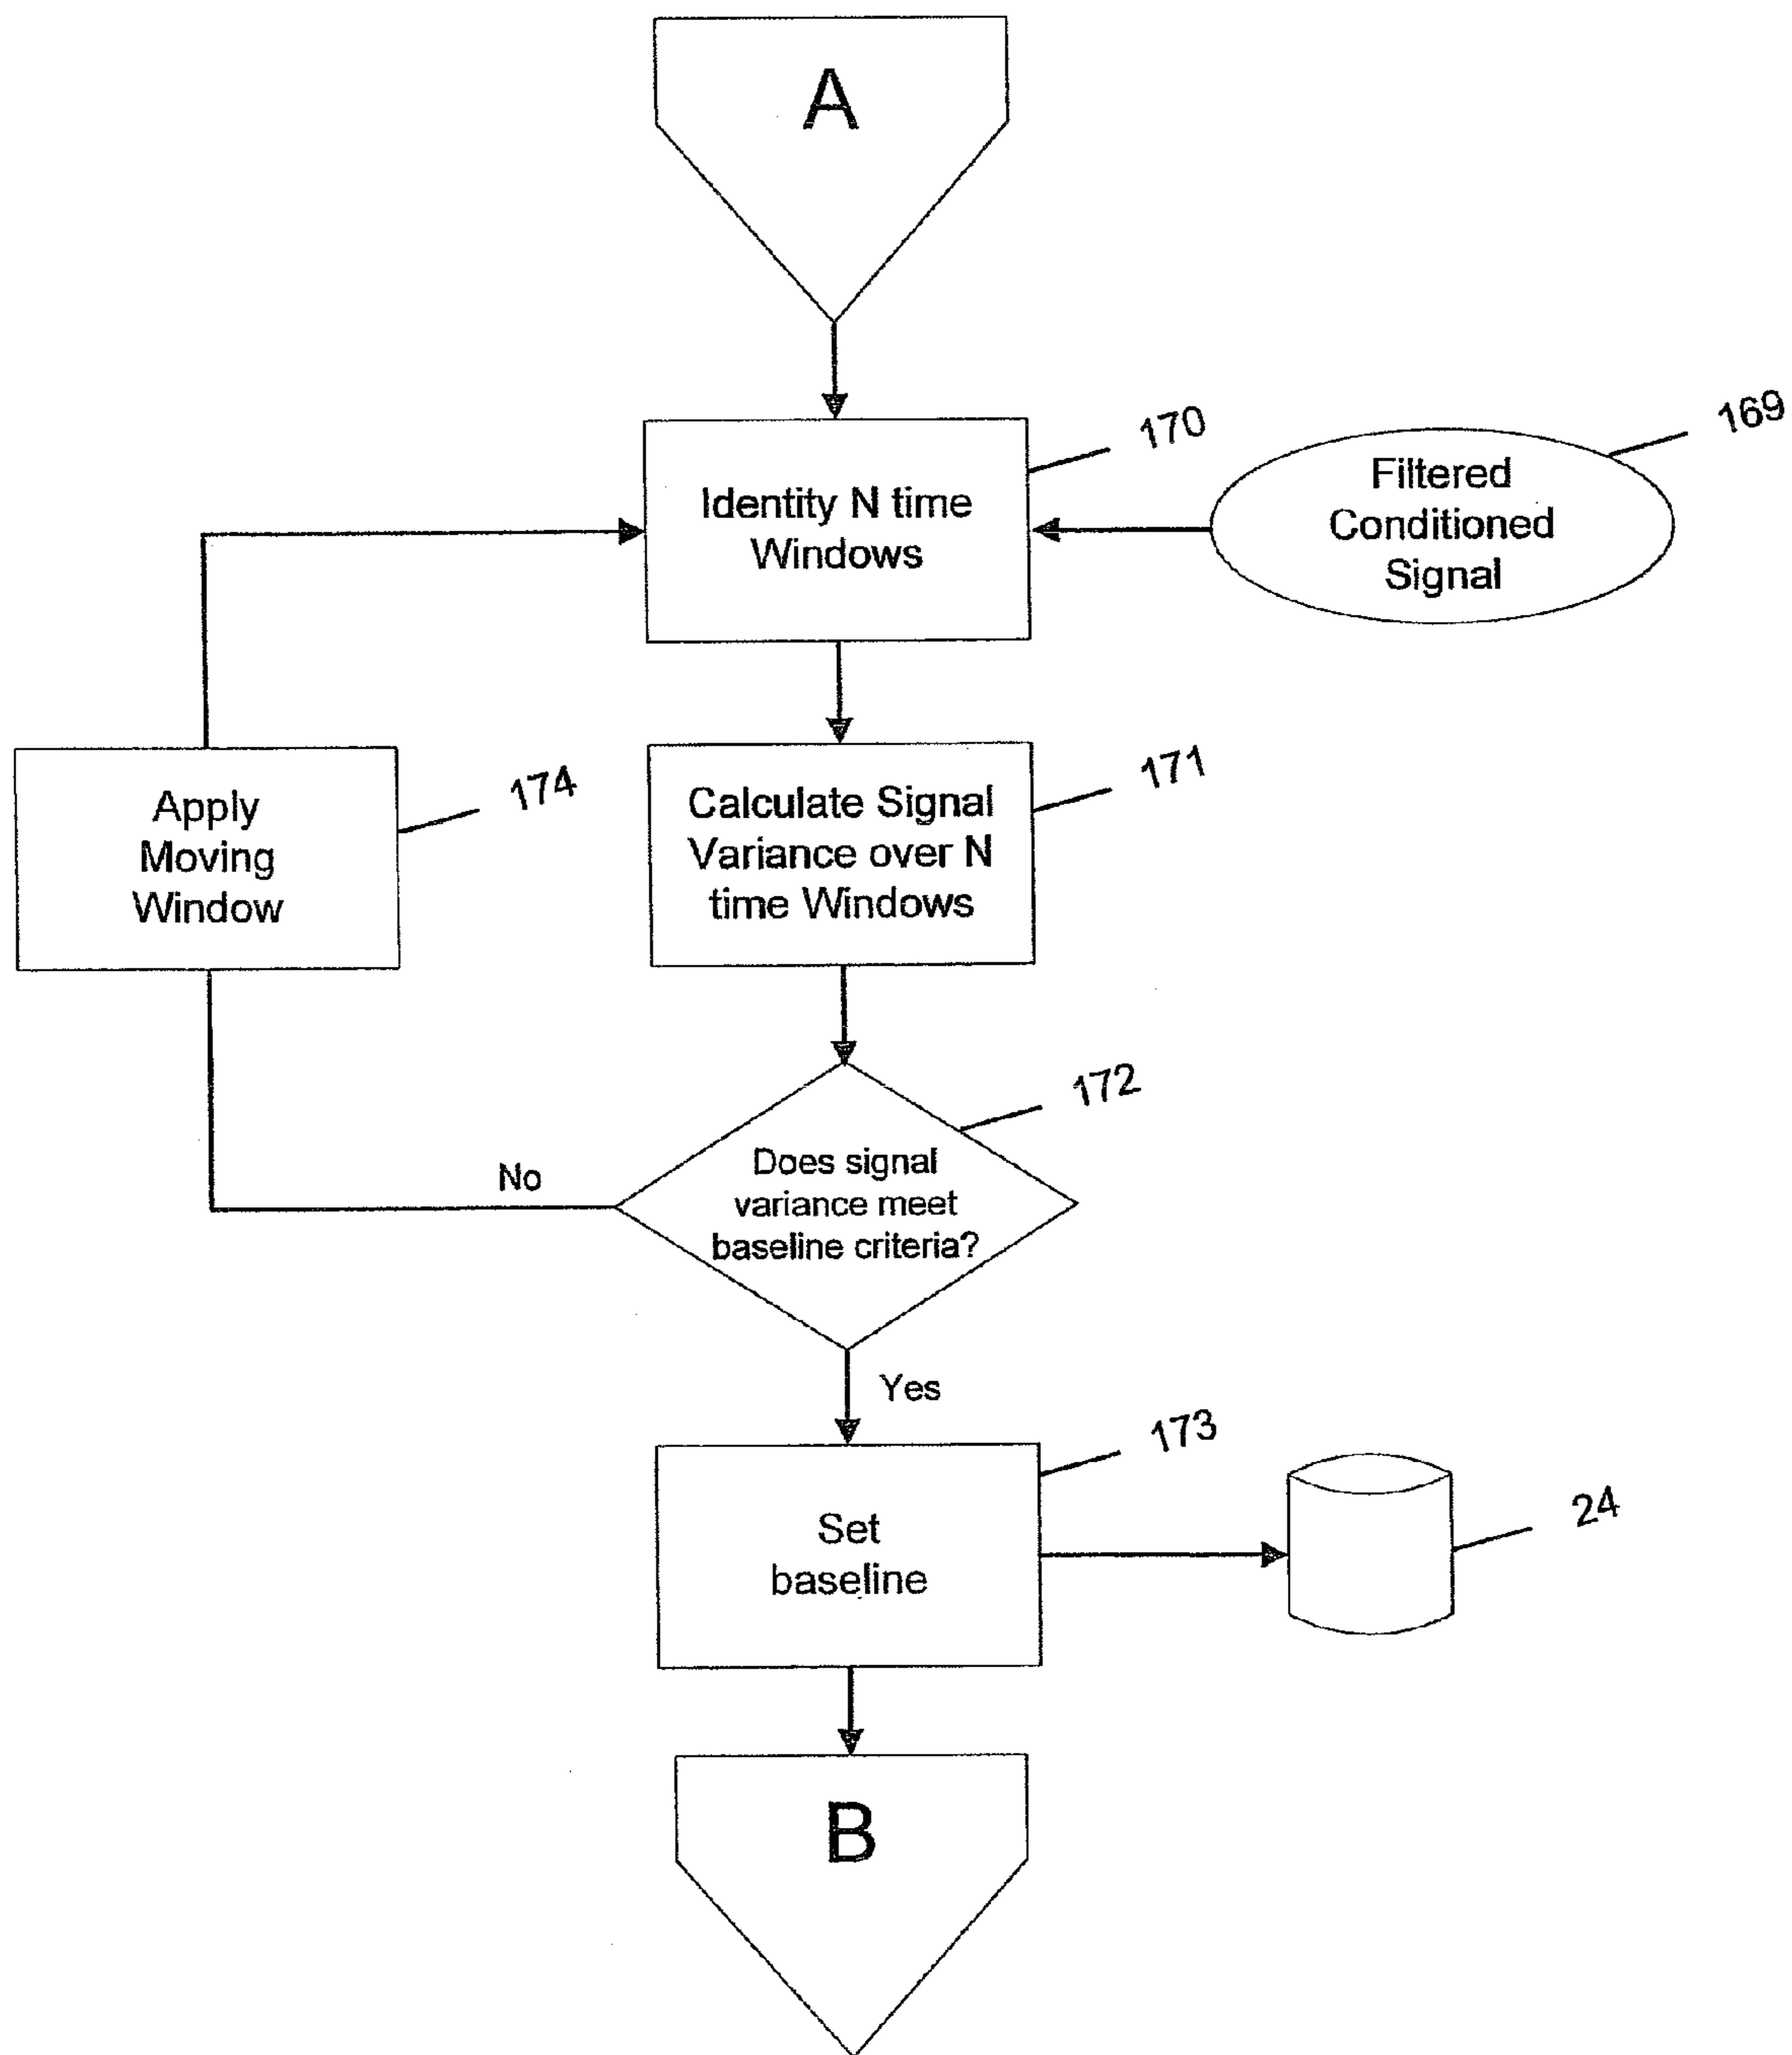 A
170
169
Identity N time
Windows
Filtered
Conditioned
Signal
174
Apply
Moving
Window
171
Calculate Signal
Variance over N
time Windows
172
Does signal
variance meet
baseline criteria?
No
Yes
173
Set
baseline
24
B